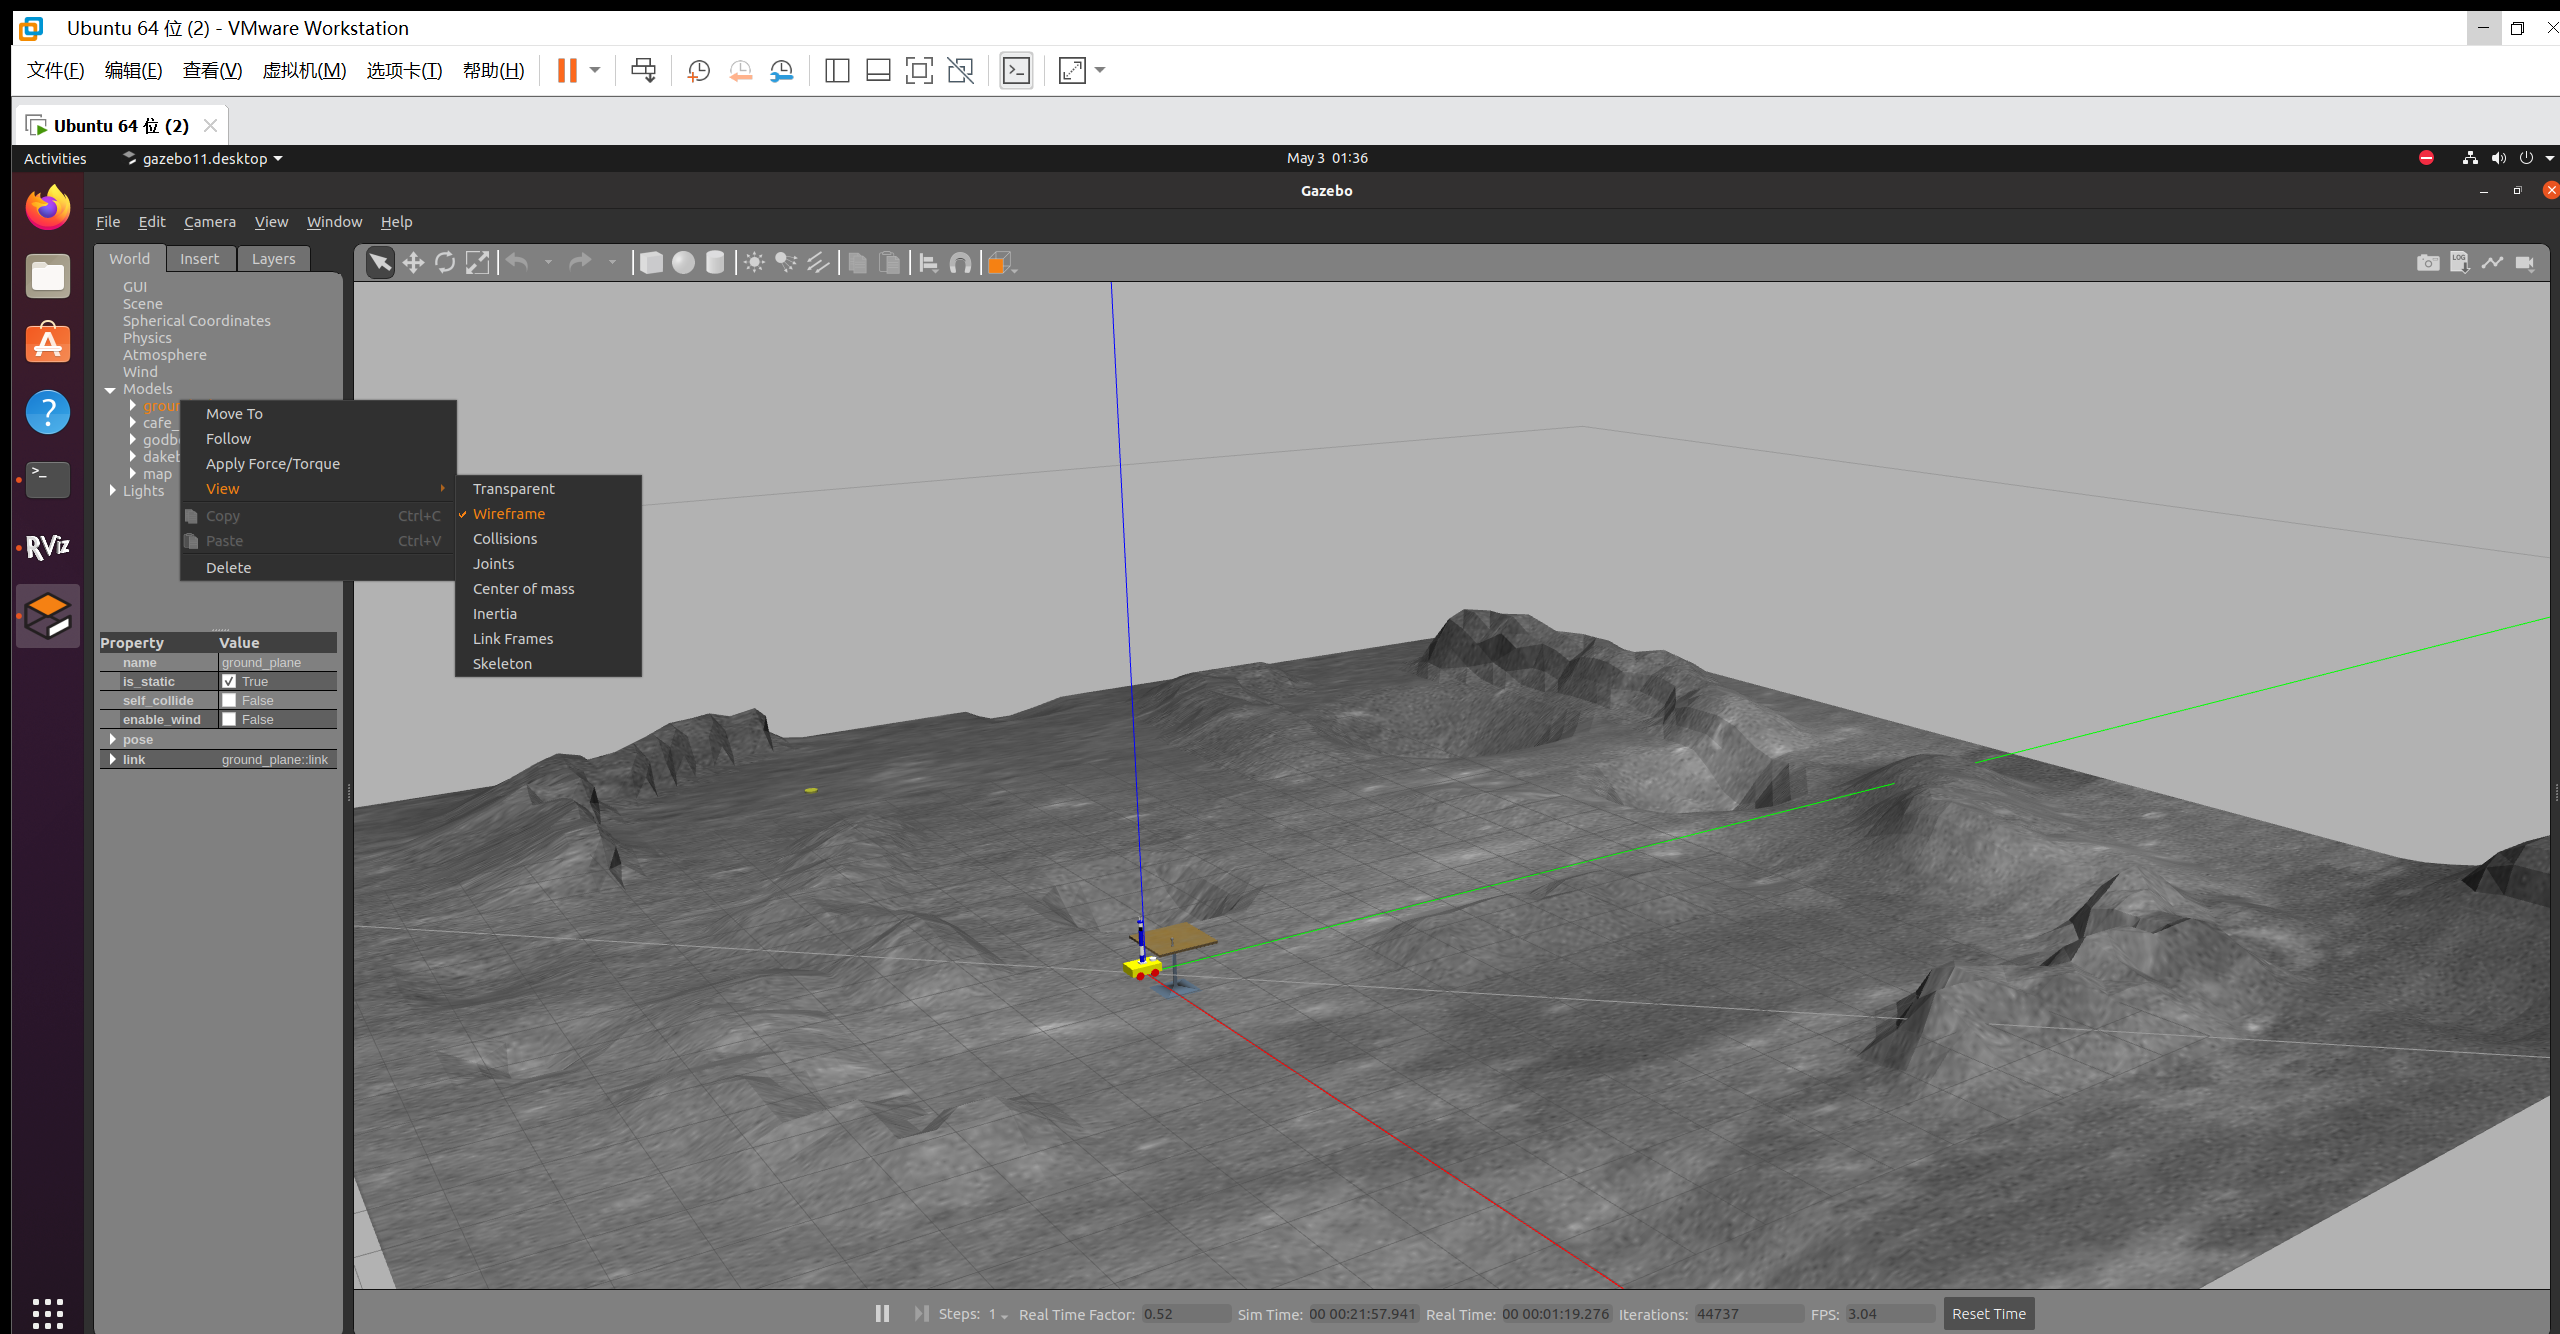 Ubuntu 64 位 (2) - VMware Workstation
文件(F) 编辑(E) 查看(V) 虚拟机(M) 选项卡(T) 帮助(H)
Ubuntu 64 位 (2)
Activities gazebo11.desktop May 3 01:36
Gazebo
File Edit Camera View Window Help
World Insert Layers
LOG
GUI
Scene
Spherical Coordinates
Physics
Atmosphere
Wind
Models
cafe_
map
Lights
Move To
Follow
Apply Force/Torque
View
Copy Ctrl+C
Paste Ctrl+V
Delete
Transparent
Wireframe
Collisions
Joints
Center of mass
Inertia
Link Frames
Skeleton
RViz
Property Value
name ground_plane
is_static True
self_collide False
enable_wind False
pose
link ground_plane::link
Steps: 1 Real Time Factor: 0.52 Sim Time: 00 00:21:57.941 Real Time: 00 00:01:19.276 Iterations: 44737 FPS: 3.04 Reset Time